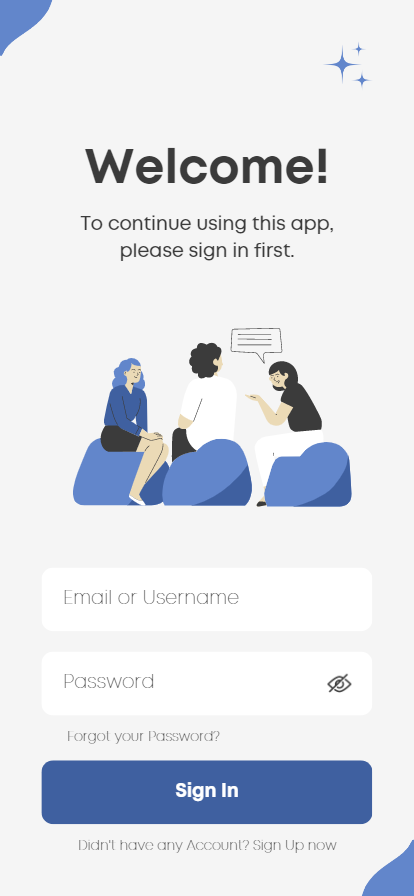 Welcome!
To continue using this app,
please sign in first.
Email or Username
Password
Forgot your Password?
Sign In
Didn't have any Account? Sign Up now